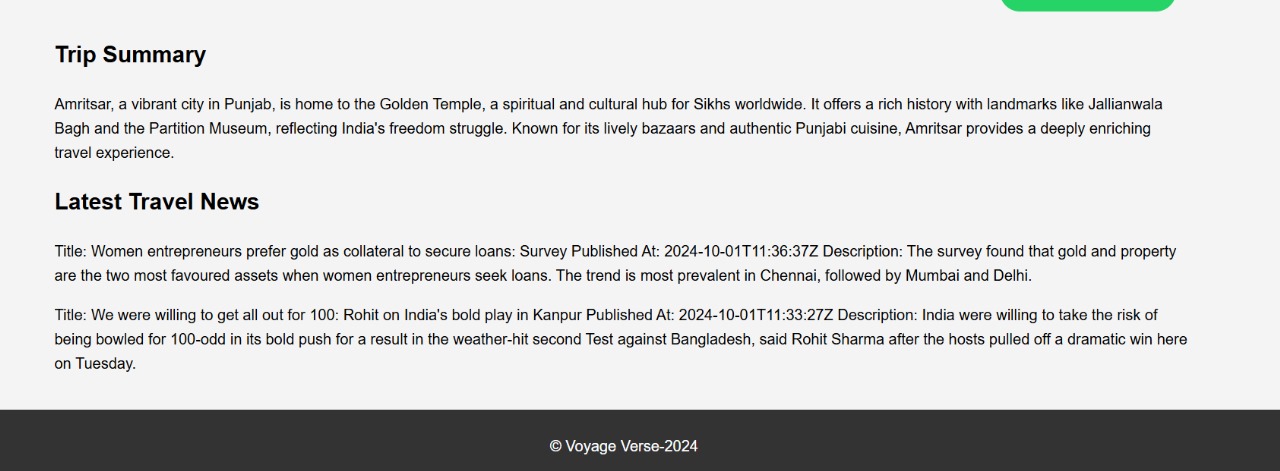 Trip Summary
Amritsar, a vibrant city in Punjab, is home to the Golden Temple, a spiritual and cultural hub for Sikhs worldwide. It offers a rich history with landmarks like Jallianwala
Bagh and the Partition Museum, reflecting India's freedom struggle. Known for its lively bazaars and authentic Punjabi cuisine, Amritsar provides a deeply enriching
travel experience.
Latest Travel News
Title: Women entrepreneurs prefer gold as collateral to secure loans: Survey Published At: 2024-10-01T11:36:37Z Description: The survey found that gold and property
are the two most favoured assets when women entrepreneurs seek loans. The trend is most prevalent in Chennai, followed by Mumbai and Delhi.
Title: We were willing to get all out for 100: Rohit on India's bold play in Kanpur Published At: 2024-10-01T11:33:27Z Description: India were willing to take the risk of
being bowled for 100-odd in its bold push for a result in the weather-hit second Test against Bangladesh, said Rohit Sharma after the hosts pulled off a dramatic win here
on Tuesday.
© Voyage Verse-2024